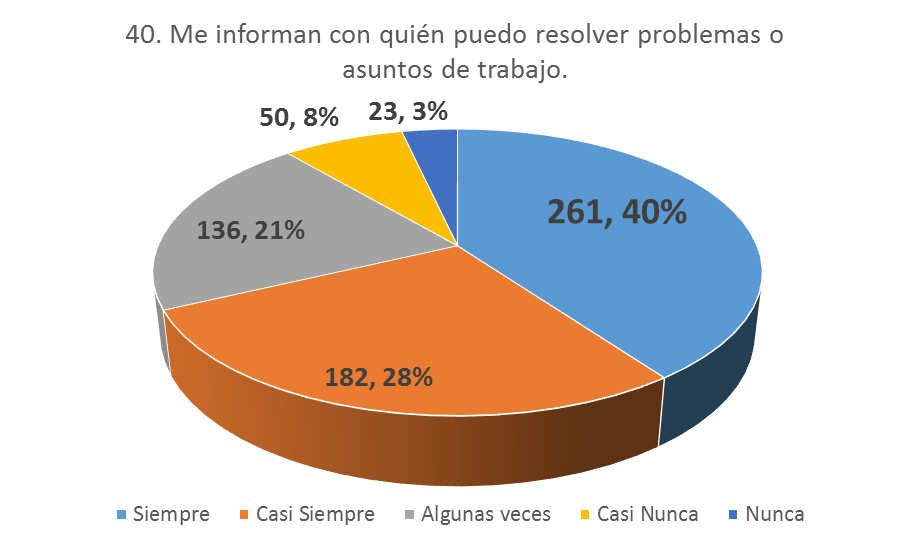 40. Me informan con quién puedo resolver problemas o
asuntos de trabajo.
50, 8%
23, 3%
261, 40%
136, 21%
182, 28%
Siempre
Casi Siempre
Algunas veces
Casi Nunca
Nunca